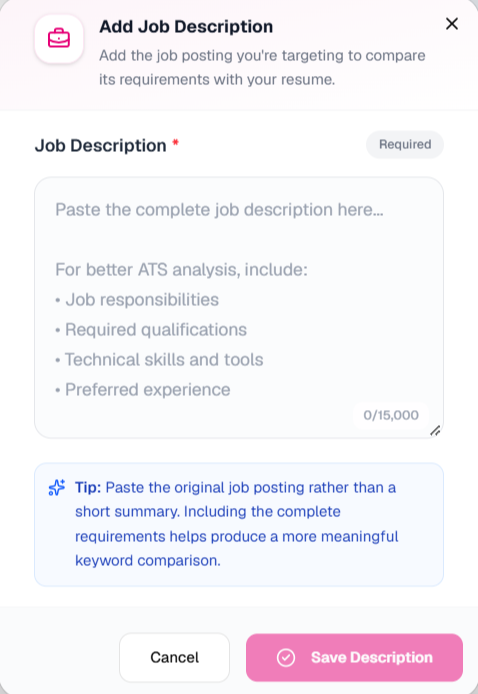 Add Job Description
Add the job posting you're targeting to compare
its requirements with your resume.
Job Description *
Required
Paste the complete job description here...
For better ATS analysis, include:
• Job responsibilities
• Required qualifications
• Technical skills and tools
• Preferred experience
0/15,000
Tip: Paste the original job posting rather than a
short summary. Including the complete
requirements helps produce a more meaningful
keyword comparison.
Cancel
Save Description